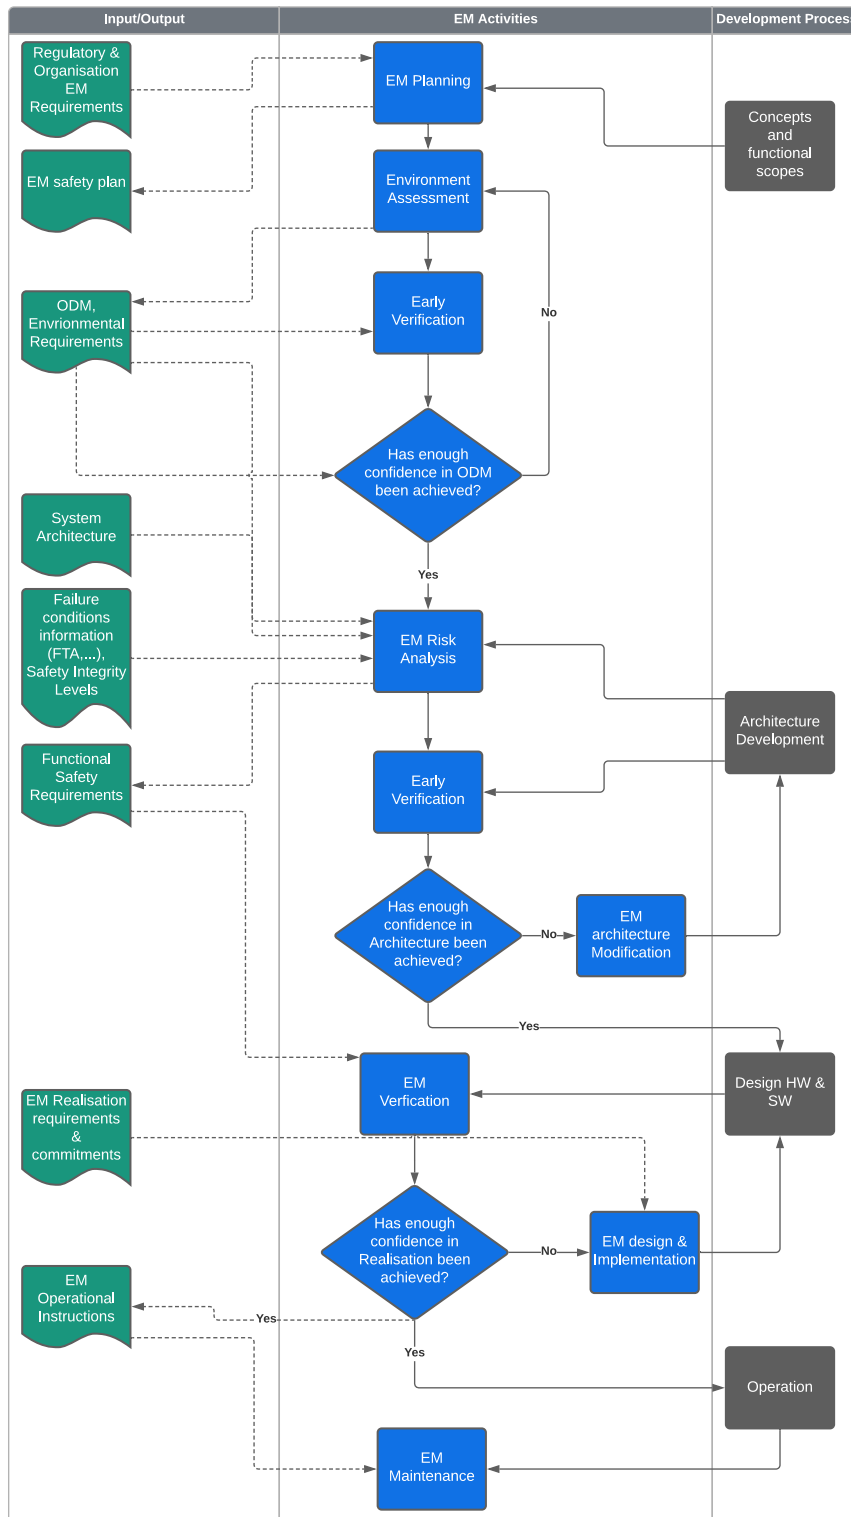 Input/Output
EM Activities
Development Process
Regulatory &
Organisation
EM
Requirements
EM Planning
Concepts
and
functional
scopes
EM safety plan
Environment
Assessment
ODM,
Envrionmental
Requirements
Early
Verification
No
Has enough
confidence in ODM
been achieved?
System
Architecture
Yes
Failure
conditions
information
(FTA,...),
Safety Integrity
Levels
EM Risk
Analysis
Architecture
Development
Functional
Safety
Requirements
Early
Verification
Has enough
confidence in
Architecture been
achieved?
No
EM
architecture
Modification
Yes
EM
Verfication
Design HW &
SW
EM Realisation
requirements
&
commitments
Has enough
confidence in
Realisation been
achieved?
No
EM design &
Implementation
EM
Operational
Instructions
Yes
Yes
Operation
EM
Maintenance